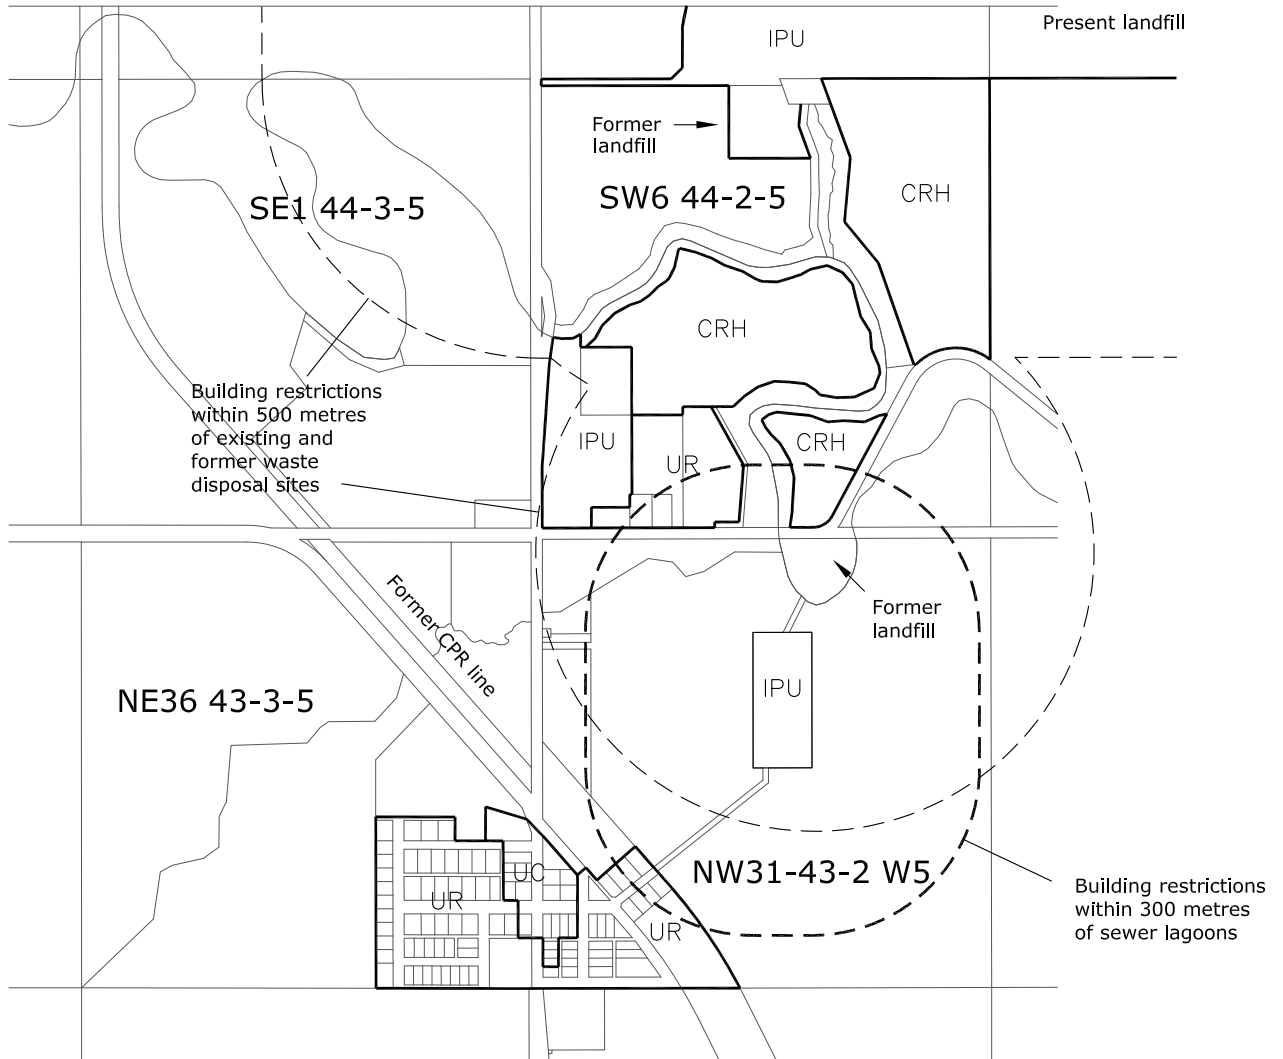 Present landfill
IPU
Former
landfill
CRH
SW6 44-2-5
SE1 44-3-5
CRH
Building restrictions
within 500 metres
of existing and
former waste
disposal sites
IPU
CRH
UR
Former CPR line
Former
landfill
IPU
NE36 43-3-5
NW31-43-2 W5
UC
UR
UR
Building restrictions
within 300 metres
of sewer lagoons